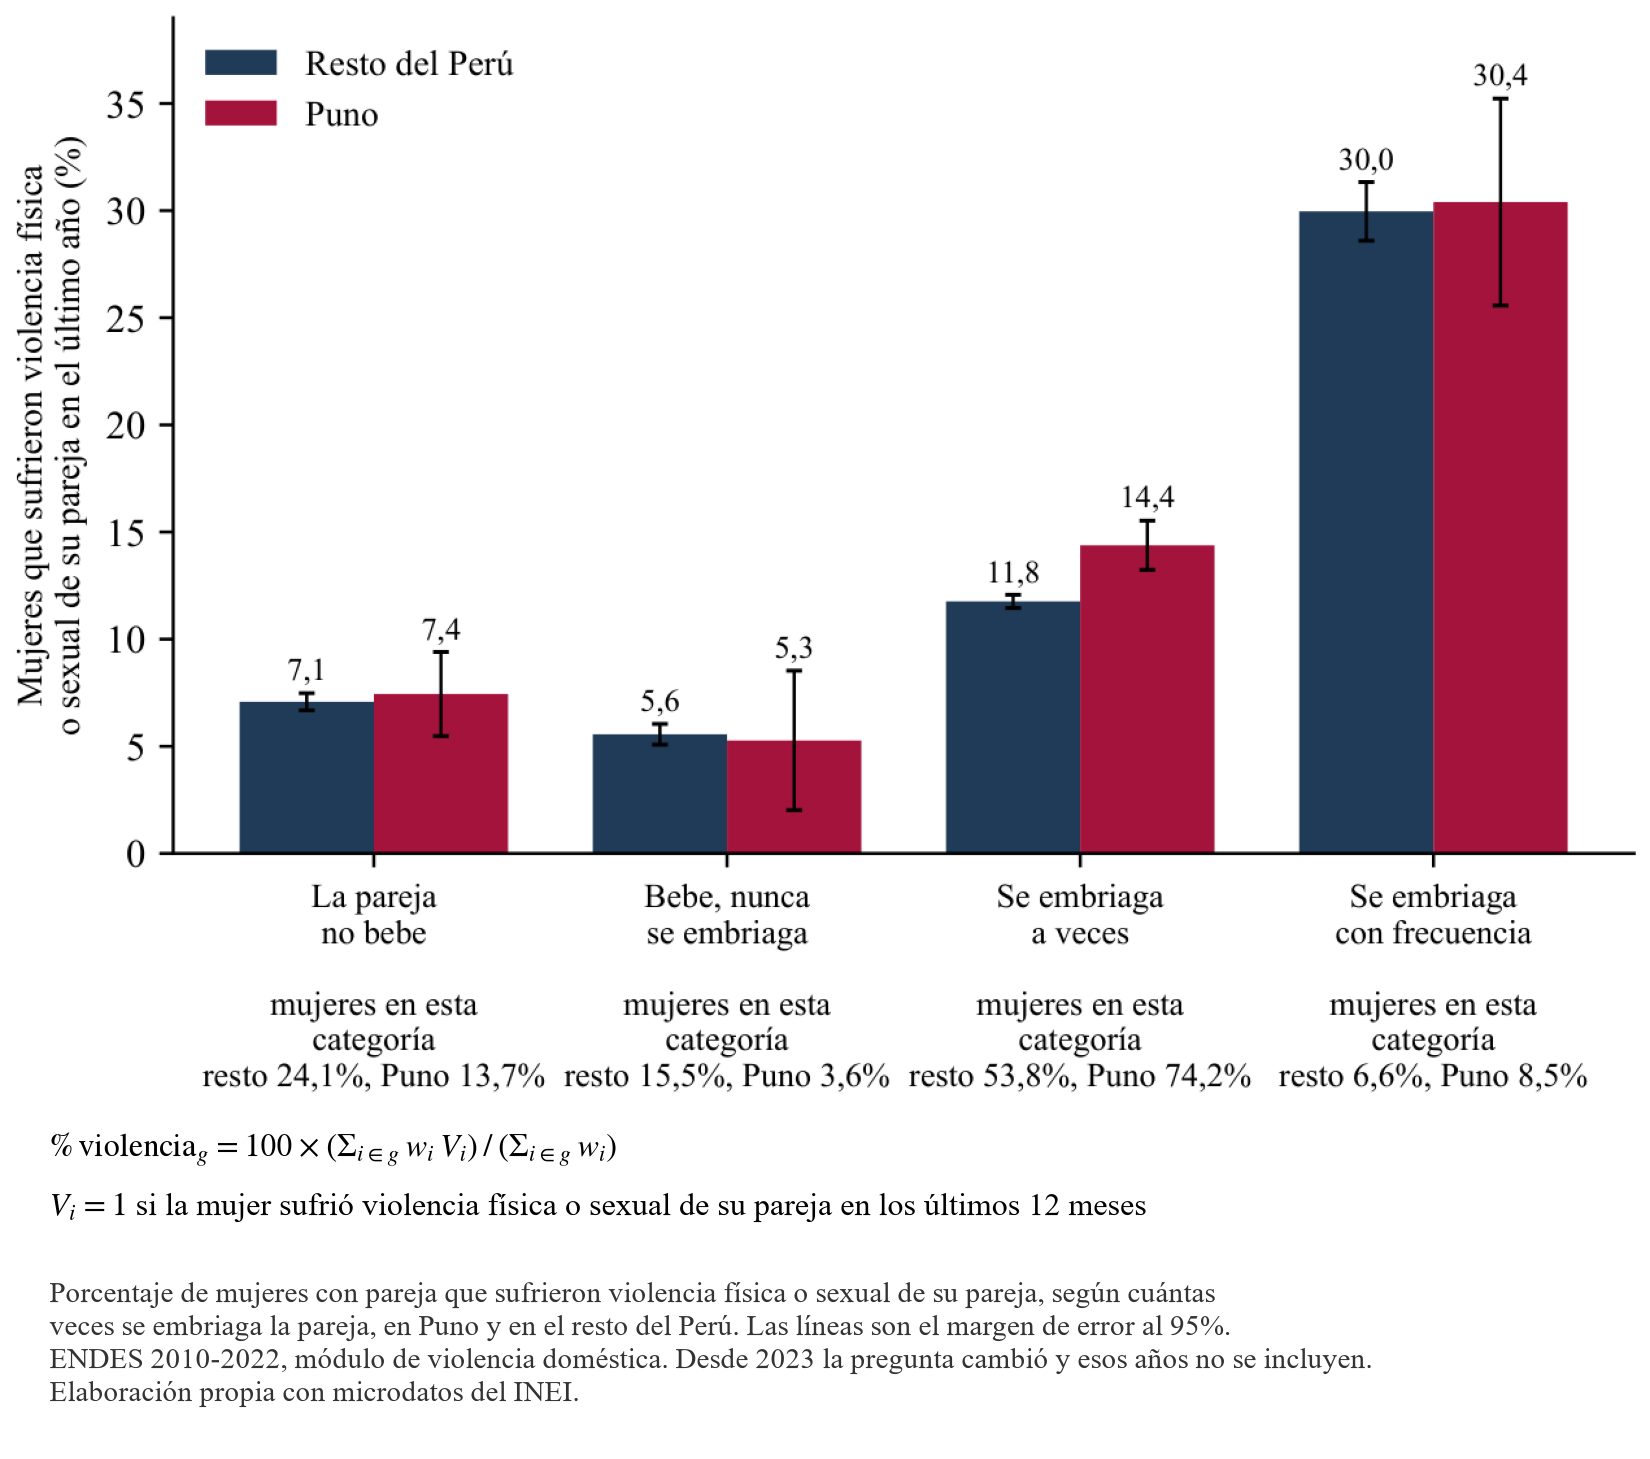 Resto del Perú
Puno
Mujeres que sufrieron violencia física
o sexual de su pareja en el último año (%)
35
30
25
20
15
10
5
0
7,1
7,4
5,6
5,3
11,8
14,4
30,0
30,4
La pareja
no bebe
Bebe, nunca
se embriaga
Se embriaga
a veces
Se embriaga
con frecuencia
mujeres en esta
categoría
resto 24,1%, Puno 13,7%
mujeres en esta
categoría
resto 15,5%, Puno 3,6%
mujeres en esta
categoría
resto 53,8%, Puno 74,2%
mujeres en esta
categoría
resto 6,6%, Puno 8,5%
% violencia_g = 100 × (Σ_{i ∈ g} w_i V_i) / (Σ_{i ∈ g} w_i)
V_i = 1 si la mujer sufrió violencia física o sexual de su pareja en los últimos 12 meses
Porcentaje de mujeres con pareja que sufrieron violencia física o sexual de su pareja, según cuántas
veces se embriaga la pareja, en Puno y en el resto del Perú. Las líneas son el margen de error al 95%.
ENDES 2010-2022, módulo de violencia doméstica. Desde 2023 la pregunta cambió y esos años no se incluyen.
Elaboración propia con microdatos del INEI.